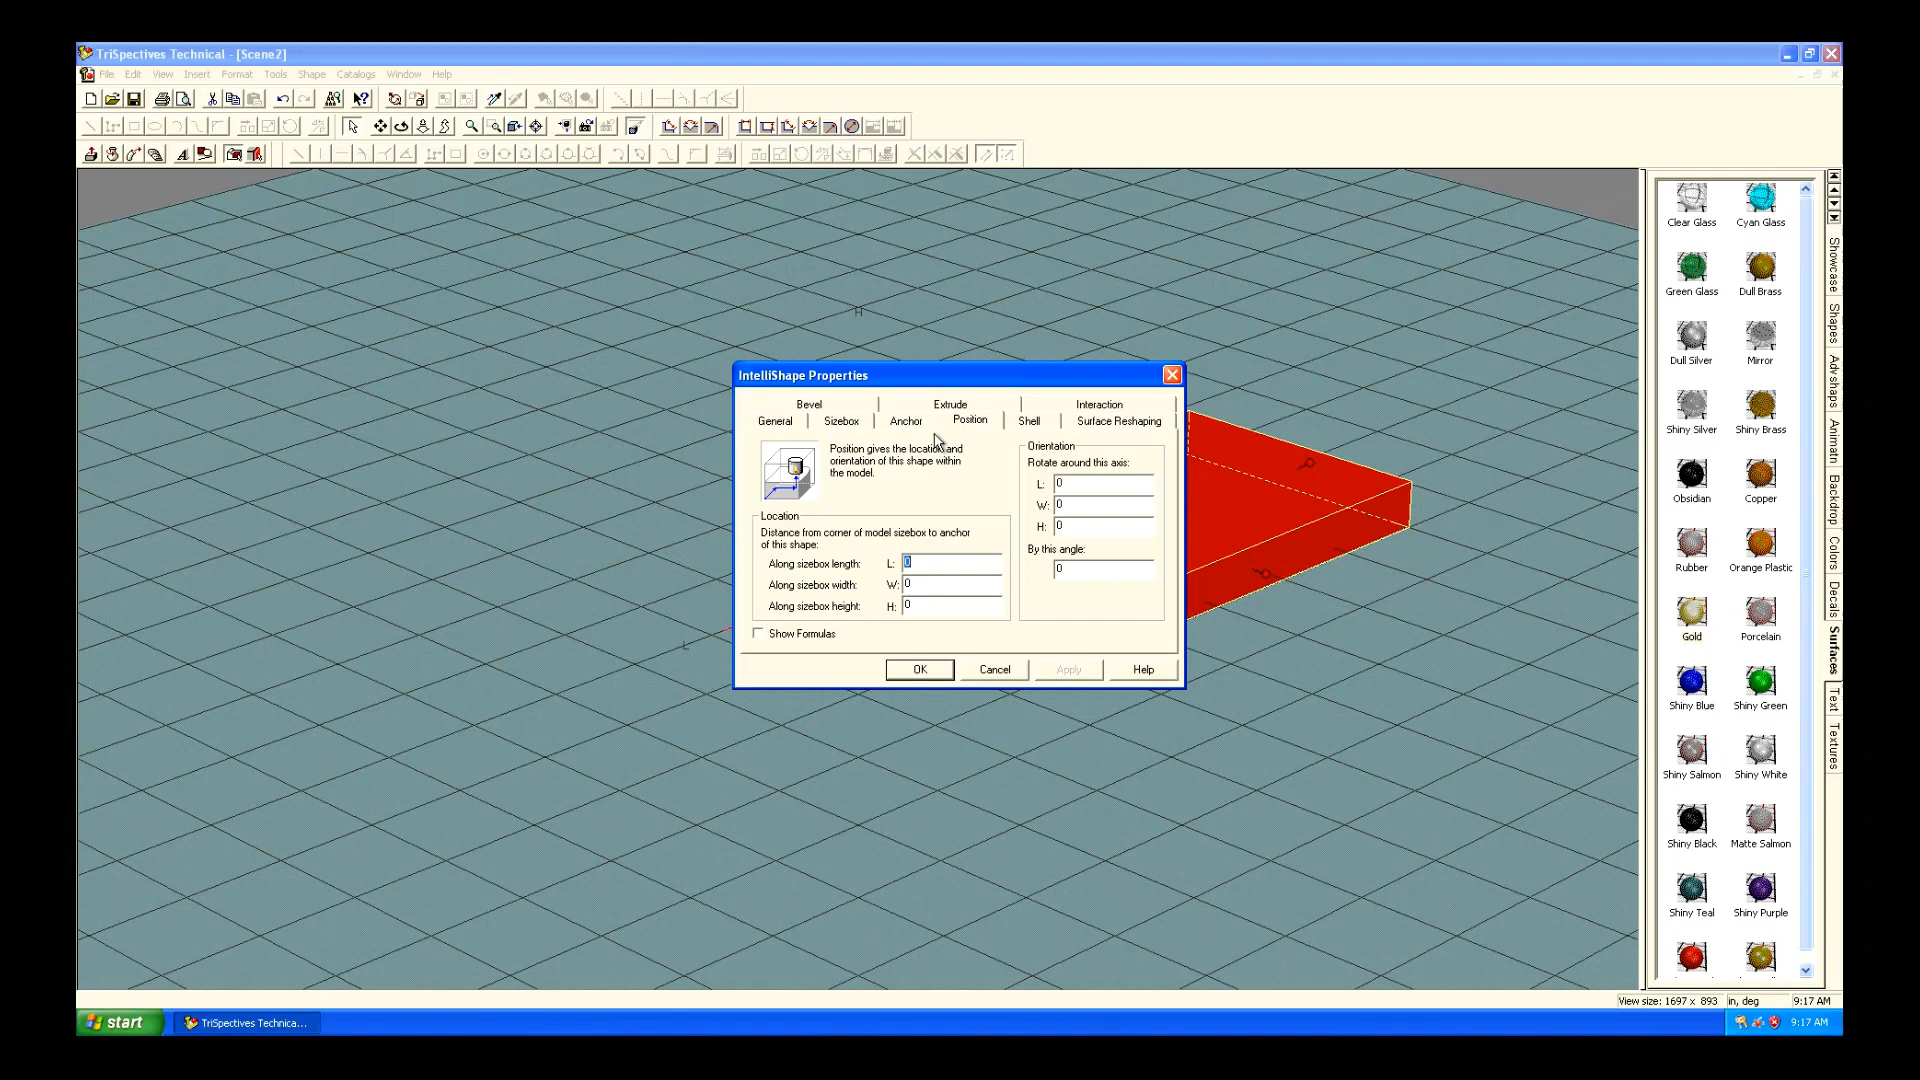 TriSpectives Technical - [Scene2]
File Edit View Insert Format Tools Shape Catalogs Window Help
H
L
IntelliShape Properties
Bevel Extrude Interaction
General Sizebox Anchor Position Shell Surface Reshaping
Position gives the location and
orientation of this shape within
the model.
Location
Distance from corner of model sizebox to anchor
of this shape:
Along sizebox length: L: 0
Along sizebox width: W: 0
Along sizebox height: H: 0
Orientation
Rotate around this axis:
L: 0
W: 0
H: 0
By this angle:
0
Show Formulas
OK Cancel Apply Help
Clear Glass Cyan Glass
Green Glass Dull Brass
Dull Silver Mirror
Shiny Silver Shiny Brass
Obsidian Copper
Rubber Orange Plastic
Gold Porcelain
Shiny Blue Shiny Green
Shiny Salmon Shiny White
Shiny Black Matte Salmon
Shiny Teal Shiny Purple
Showcase
Shapes
Advshaps
Animatn
Backdrop
Colors
Decals
Surfaces
Text
Textures
View size: 1697 x 893 in, deg 9:17 AM
start TriSpectives Technica... 9:17 AM